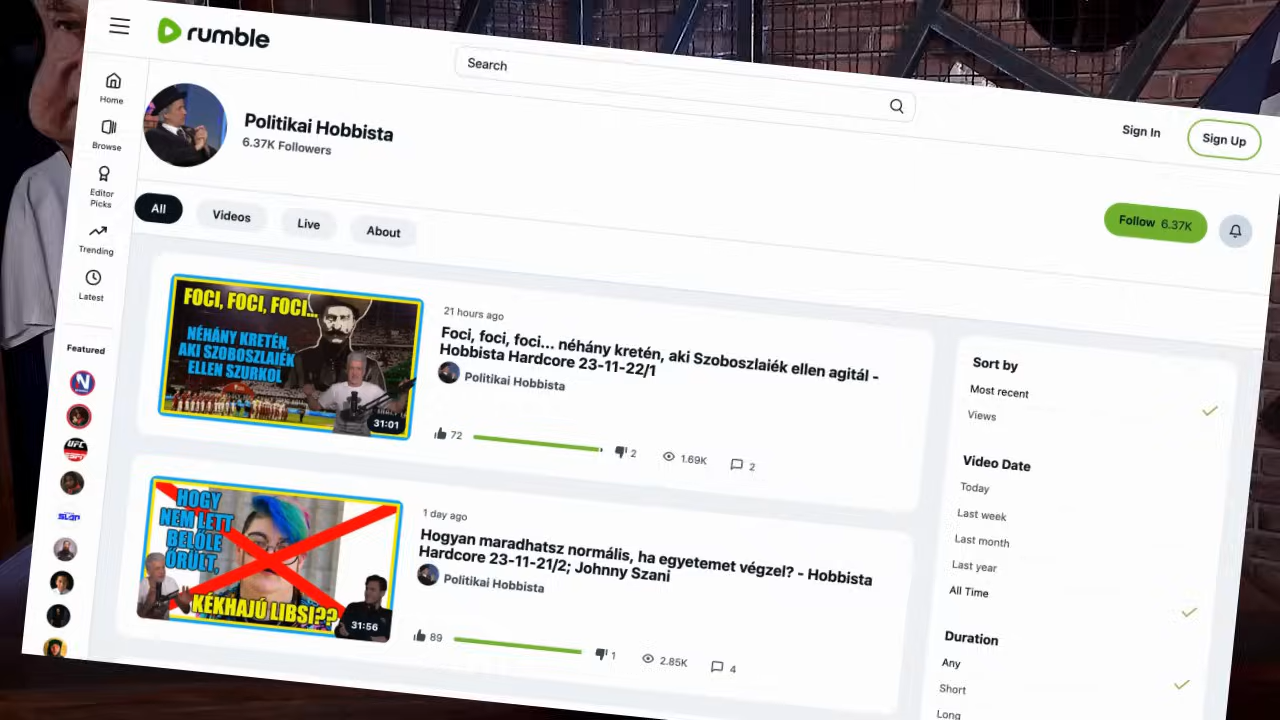 rumble
Search
Sign In
Sign Up
Home
Browse
Editor
Picks
Trending
Latest
Featured
Politikai Hobbista
6.37K Followers
Follow 6.37K
All
Videos
Live
About
FOCI, FOCI, FOCI...
NÉHÁNY KRETÉN,
AKI SZOBOSZLAIÉK
ELLEN SZURKOL
31:01
21 hours ago
Foci, foci, foci... néhány kretén, aki Szoboszlaiék ellen agitál -
Hobbista Hardcore 23-11-22/1
Politikai Hobbista
72
2
1.69K
2
HOGY
NEM LETT
BELŐLE
ŐRÜLT,
KÉKHAJÚ LIBSI??
31:56
1 day ago
Hogyan maradhatsz normális, ha egyetemet végzel? - Hobbista
Hardcore 23-11-21/2; Johnny Szani
Politikai Hobbista
89
1
2.85K
4
Sort by
Most recent
Views
Video Date
Today
Last week
Last month
Last year
All Time
Duration
Any
Short
Long
UFC
ESPN